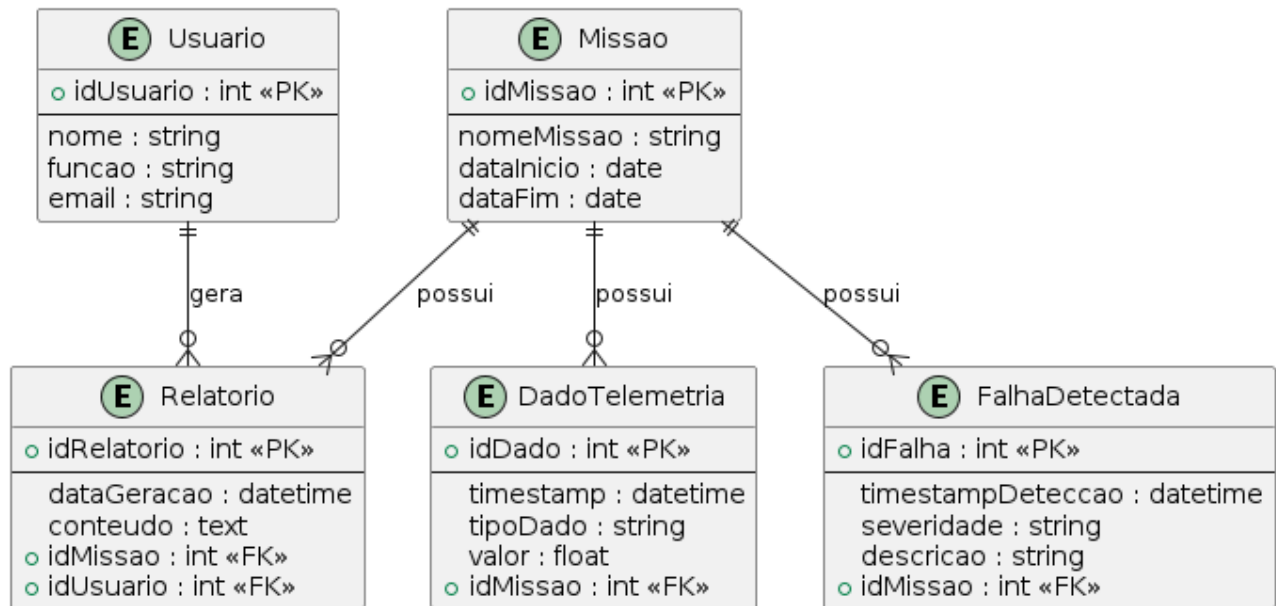 E Usuario
idUsuario : int «PK»
nome : string
funcao : string
email : string
E Missao
idMissao : int «PK»
nomeMissao : string
dataInicio : date
dataFim : date
gera
possui
possui
possui
E Relatorio
idRelatorio : int «PK»
dataGeracao : datetime
conteudo : text
idMissao : int «FK»
idUsuario : int «FK»
E DadoTelemetria
idDado : int «PK»
timestamp : datetime
tipoDado : string
valor : float
idMissao : int «FK»
E FalhaDetectada
idFalha : int «PK»
timestampDeteccao : datetime
severidade : string
descricao : string
idMissao : int «FK»